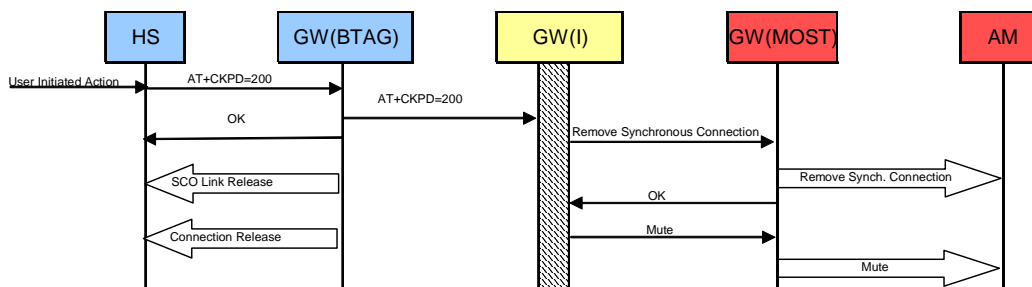 HS
GW(BTAG)
GW(I)
GW(MOST)
AM
User Initiated Action
AT+CKPD=200
AT+CKPD=200
OK
Remove Synchronous Connection
SCO Link Release
Remove Synch. Connection
OK
Connection Release
Mute
Mute